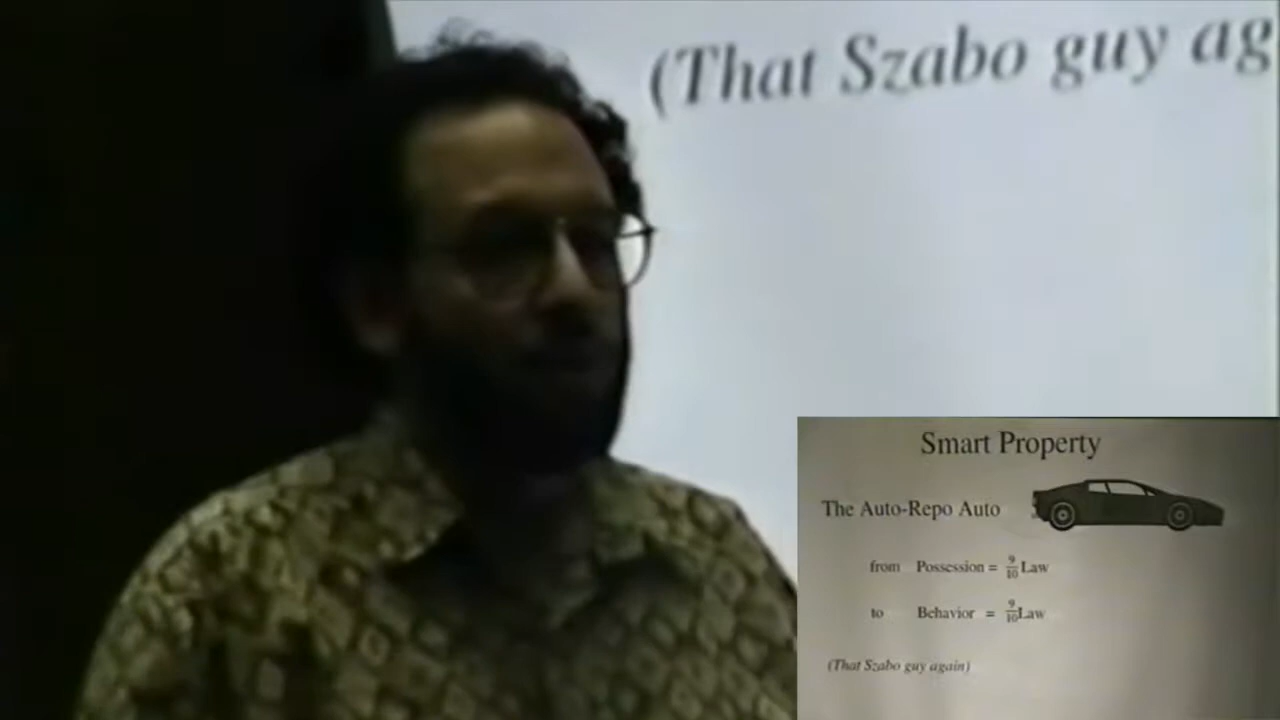 (That Szabo guy ag
Smart Property
The Auto-Repo Auto
from Possession = 9/10 Law
to Behavior = 9/10 Law
(That Szabo guy again)